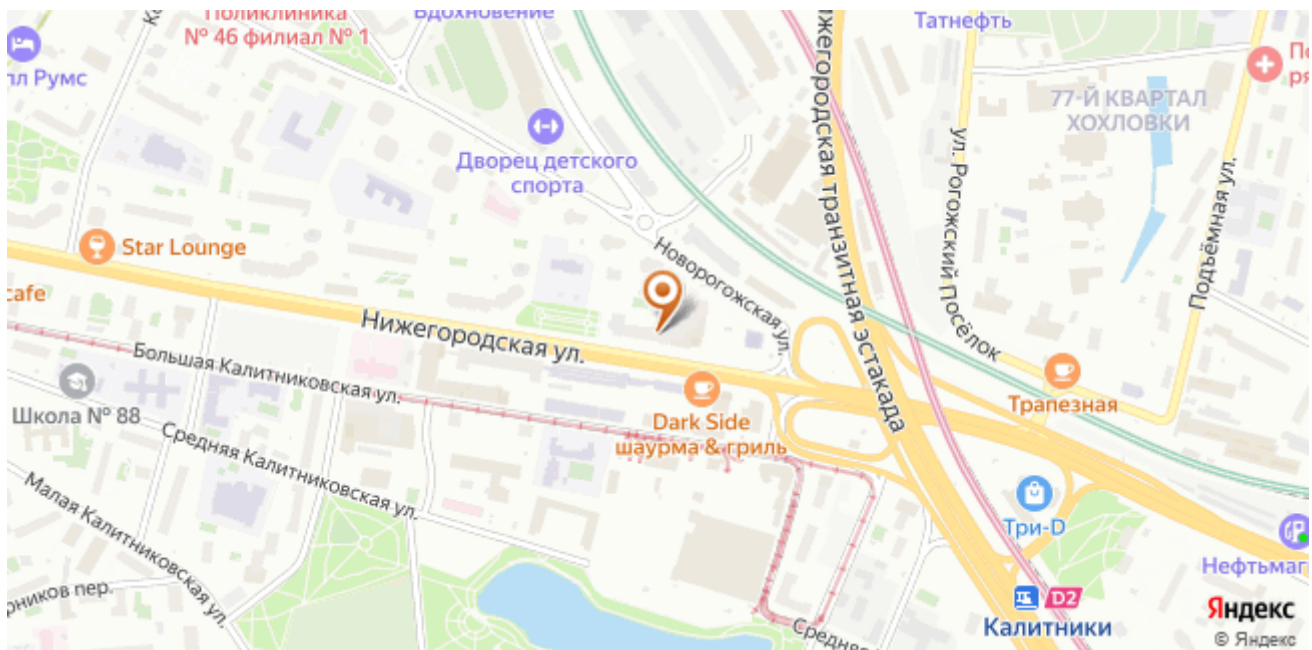 Поликлиника
№ 46 филиал № 1
Вдохновение
Татнефть
Румс
77-Й КВАРТАЛ
ХОХЛОВКИ
Дворец детского
спорта
Нижегородская транзитная эстакада
ул. Рогожский Посёлок
Подъёмная ул.
Star Lounge
cafe
Новорогожская ул.
Нижегородская ул.
Большая Калитниковская ул.
Школа № 88
Dark Side
шаурма & гриль
Трапезная
Средняя Калитниковская ул.
Малая Калитниковская ул.
Три-D
Нефтьмаг
пер.
D2
Калитники
Средняя
Яндекс
© Яндекс